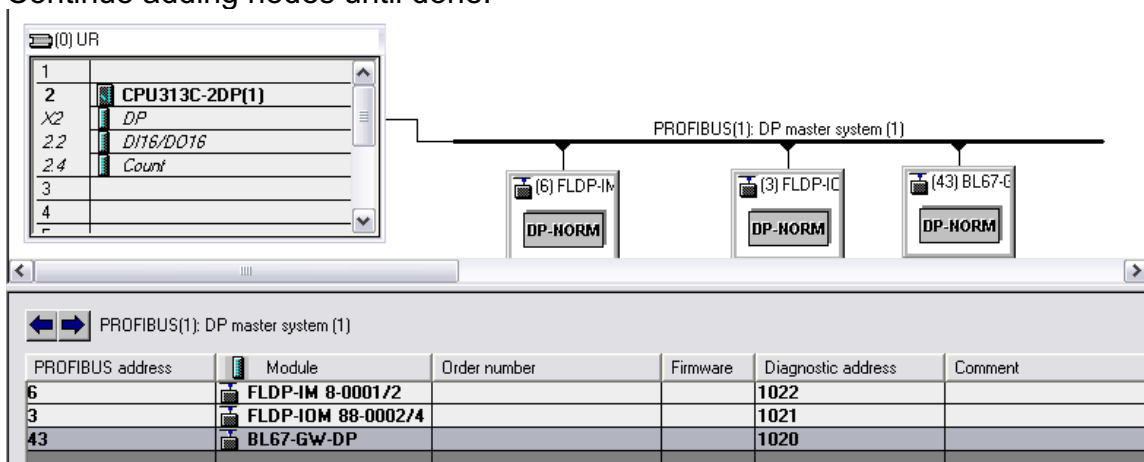 Continue adding nodes until done.
(0) UR
1
2 CPU313C-2DP(1)
X2 DP
2.2 DI16/DO16
2.4 Count
3
4
PROFIBUS(1): DP master system (1)
(6) FLDP-IM (3) FLDP-IO (43) BL67-G
DP-NORM DP-NORM DP-NORM
PROFIBUS(1): DP master system (1)
PROFIBUS address Module Order number Firmware Diagnostic address Comment
6 FLDP-IM 8-0001/2 1022
3 FLDP-IOM 88-0002/4 1021
43 BL67-GW-DP 1020